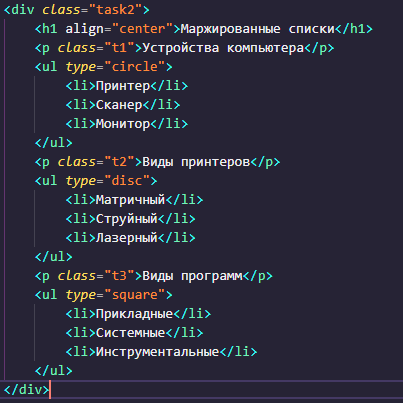 <div class="task2">
    <h1 align="center">Маржированные списки</h1>
    <p class="t1">Устройства компьютера</p>
    <ul type="circle">
        <li>Принтер</li>
        <li>Сканер</li>
        <li>Монитор</li>
    </ul>
    <p class="t2">Виды принтеров</p>
    <ul type="disc">
        <li>Матричный</li>
        <li>Струйный</li>
        <li>Лазерный</li>
    </ul>
    <p class="t3">Виды программ</p>
    <ul type="square">
        <li>Прикладные</li>
        <li>Системные</li>
        <li>Инструментальные</li>
    </ul>
</div>